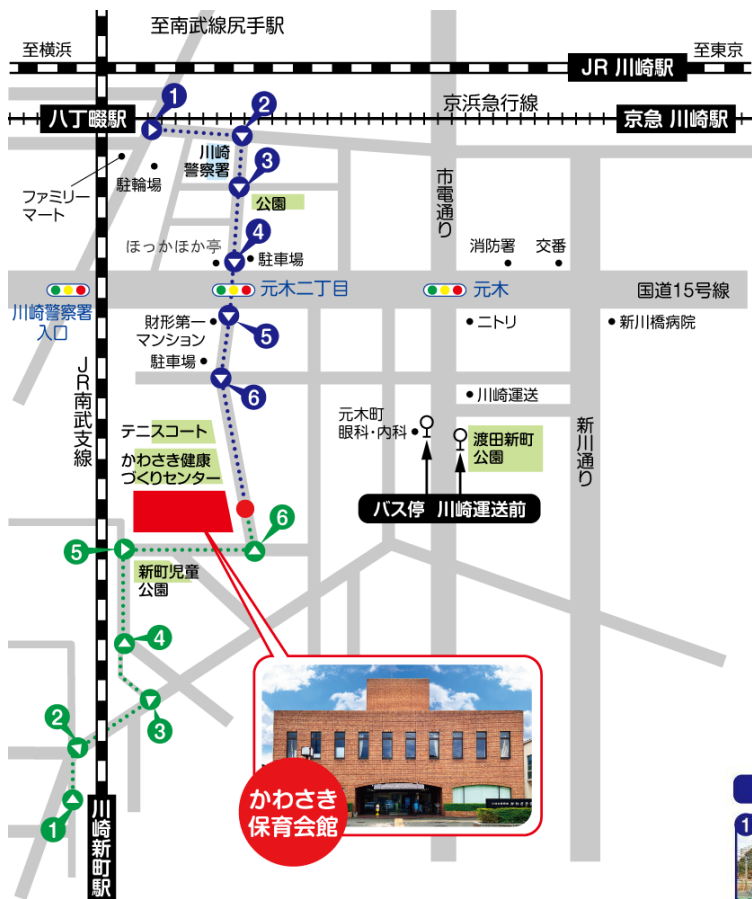 至南武線尻手駅
至横浜
至東京
JR 川崎駅
京浜急行線
八丁畷駅
京急 川崎駅
1
2
川崎
警察署
3
ファミリー
マート
駐輪場
公園
市電通り
4
ほっかほか亭
駐車場
消防署
交番
川崎警察署
入口
元木二丁目
元木
国道15号線
財形第一
マンション
5
ニトリ
新川橋病院
駐車場
JR南武支線
6
川崎運送
新川通り
テニスコート
元木町
眼科・内科
渡田新町
公園
かわさき健康
づくりセンター
バス停 川崎運送前
6
5
新町児童
公園
4
3
2
1
川崎新町駅
かわさき
保育会館
1